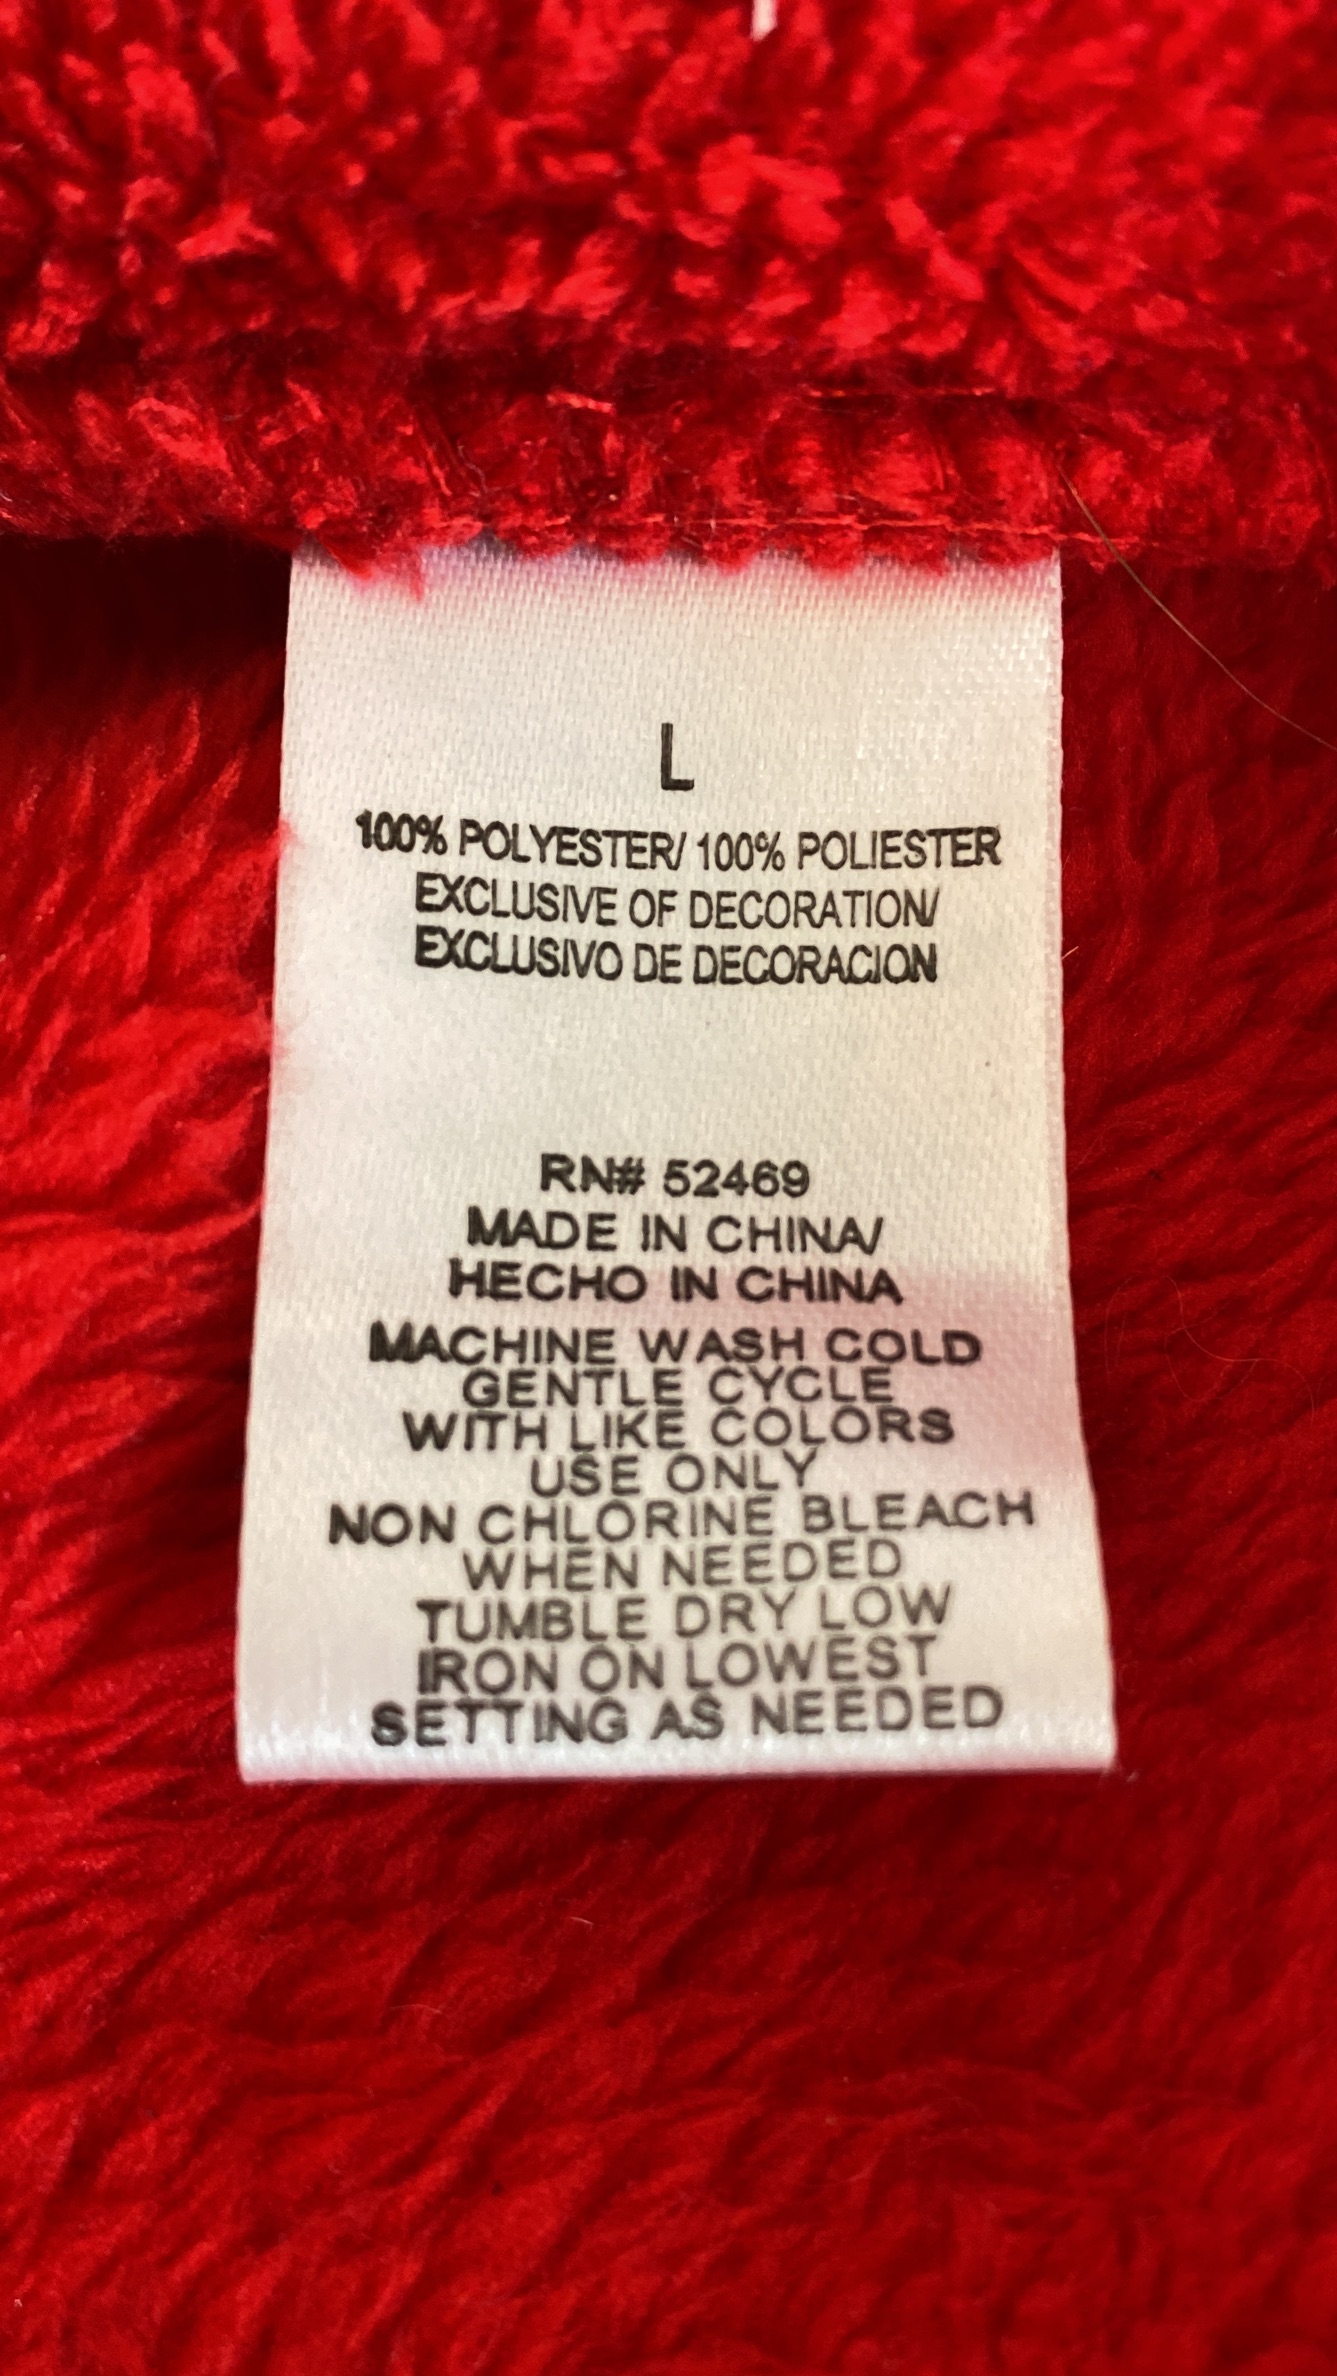 L
100% POLYESTER/ 100% POLIESTER
EXCLUSIVE OF DECORATION/
EXCLUSIVO DE DECORACION
RN# 52469
MADE IN CHINA/
HECHO IN CHINA
MACHINE WASH COLD
GENTLE CYCLE
WITH LIKE COLORS
USE ONLY
NON CHLORINE BLEACH
WHEN NEEDED
TUMBLE DRY LOW
IRON ON LOWEST
SETTING AS NEEDED